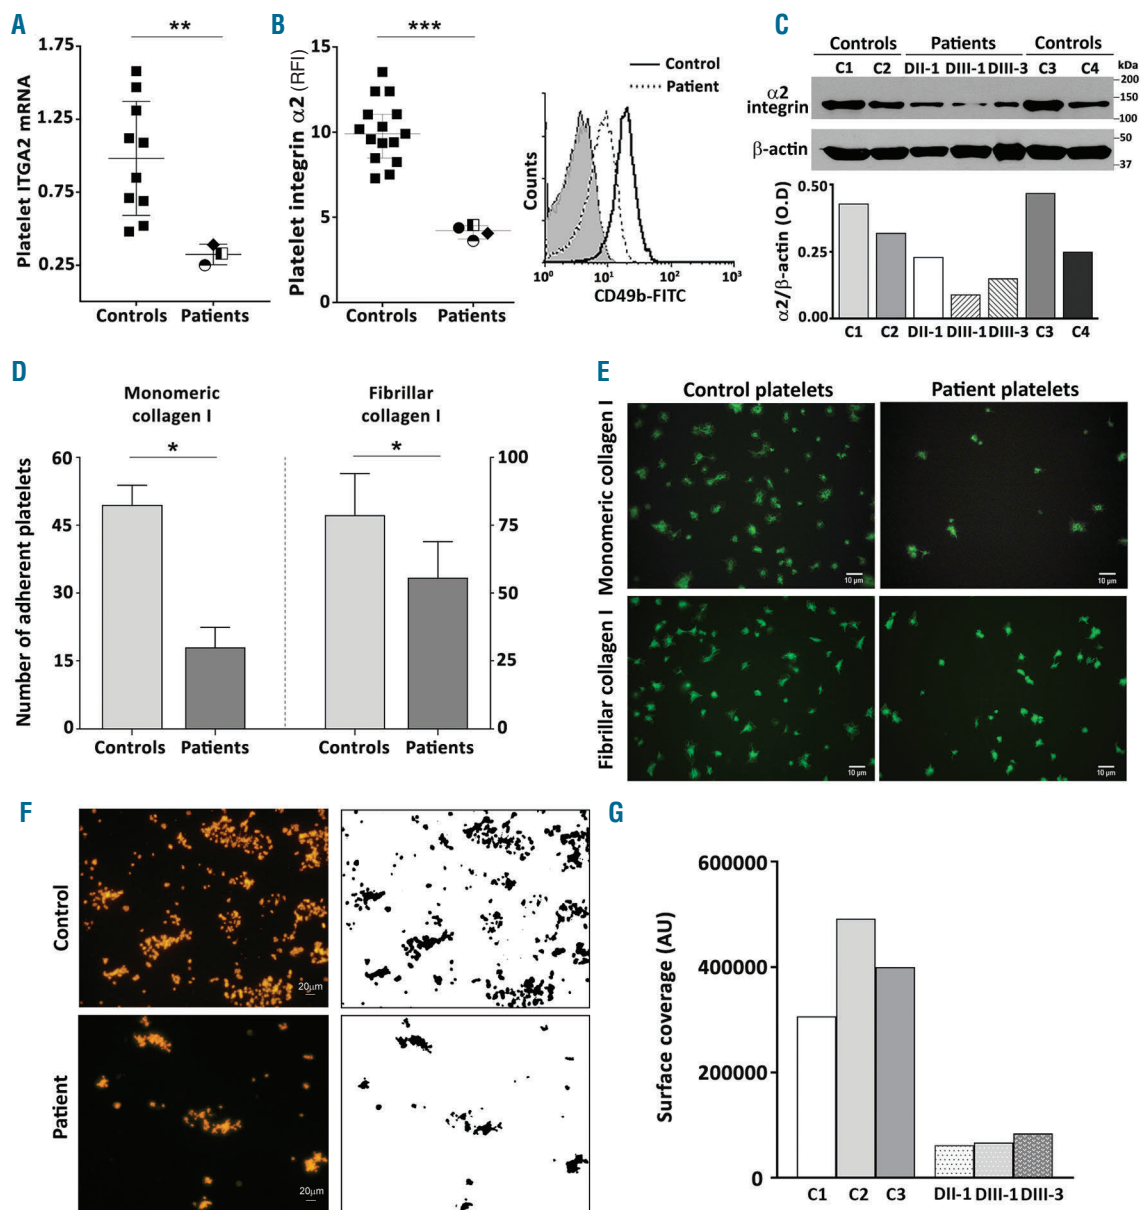 A
**
Platelet ITGA2 mRNA
1.75
1.25
0.75
0.25
Controls Patients
B
***
Platelet integrin α2 (RFI)
15
10
5
0
Controls Patients
Control
Patient
Counts
10⁰ 10¹ 10² 10³
CD49b-FITC
C
Controls Patients Controls
C1 C2 DII-1 DIII-1 DIII-3 C3 C4
kDa
α2
integrin
200
150
100
β-actin
50
37
α2/β-actin (O.D)
0.50
0.25
0.00
C1 C2 DII-1 DIII-1 DIII-3 C3 C4
D
Monomeric
collagen I
Fibrillar
collagen I
* *
Number of adherent platelets
60
45
30
15
0
100
75
50
25
0
Controls Patients Controls Patients
E
Control platelets Patient platelets
Monomeric collagen I
10 μm 10 μm
Fibrillar collagen I
10 μm 10 μm
F
Control
20μm
Patient
20μm
G
Surface coverage (AU)
600000
400000
200000
0
C1 C2 C3 DII-1 DIII-1 DIII-3